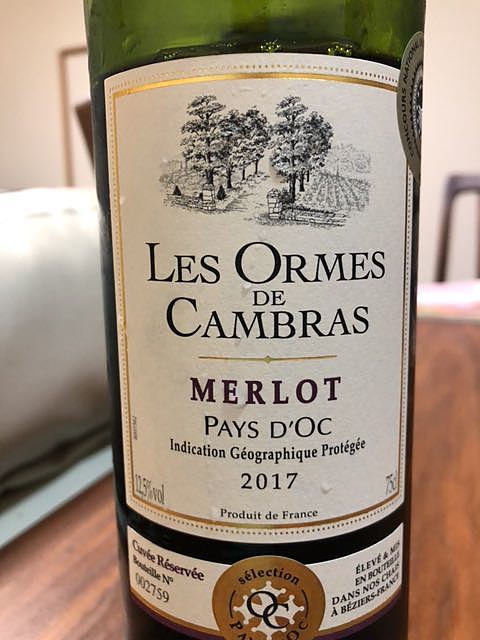 LES ORMES
DE
CAMBRAS
MERLOT
PAYS D'OC
Indication Géographique Protégée
2017
12,5%vol
75cl
Produit de France
Cuvée Réservée
Bouteille N°
002759
sélection
OC
PAYS D'OC
ÉLEVÉ & MIS
EN BOUTEILLE
DANS NOS CHAIS
À BÉZIERS-FRANCE